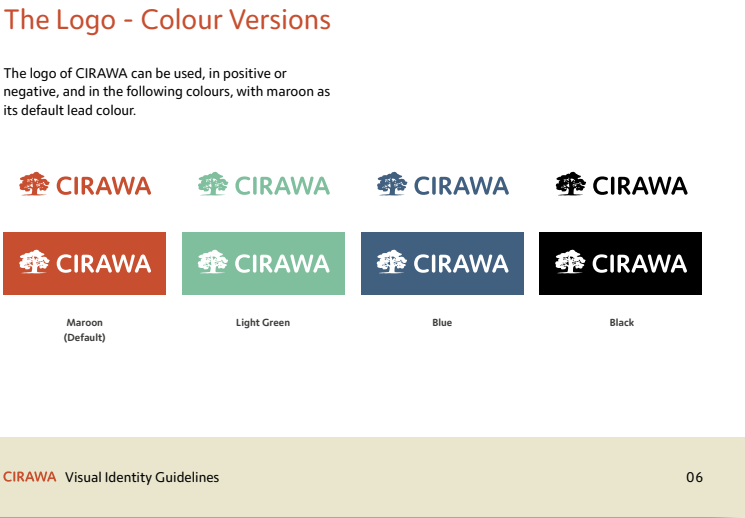 The Logo - Colour Versions
The logo of CIRAWA can be used, in positive or
negative, and in the following colours, with maroon as
its default lead colour.
CIRAWA CIRAWA CIRAWA CIRAWA
CIRAWA CIRAWA CIRAWA CIRAWA
Maroon Light Green Blue Black
(Default)
CIRAWA Visual Identity Guidelines 06